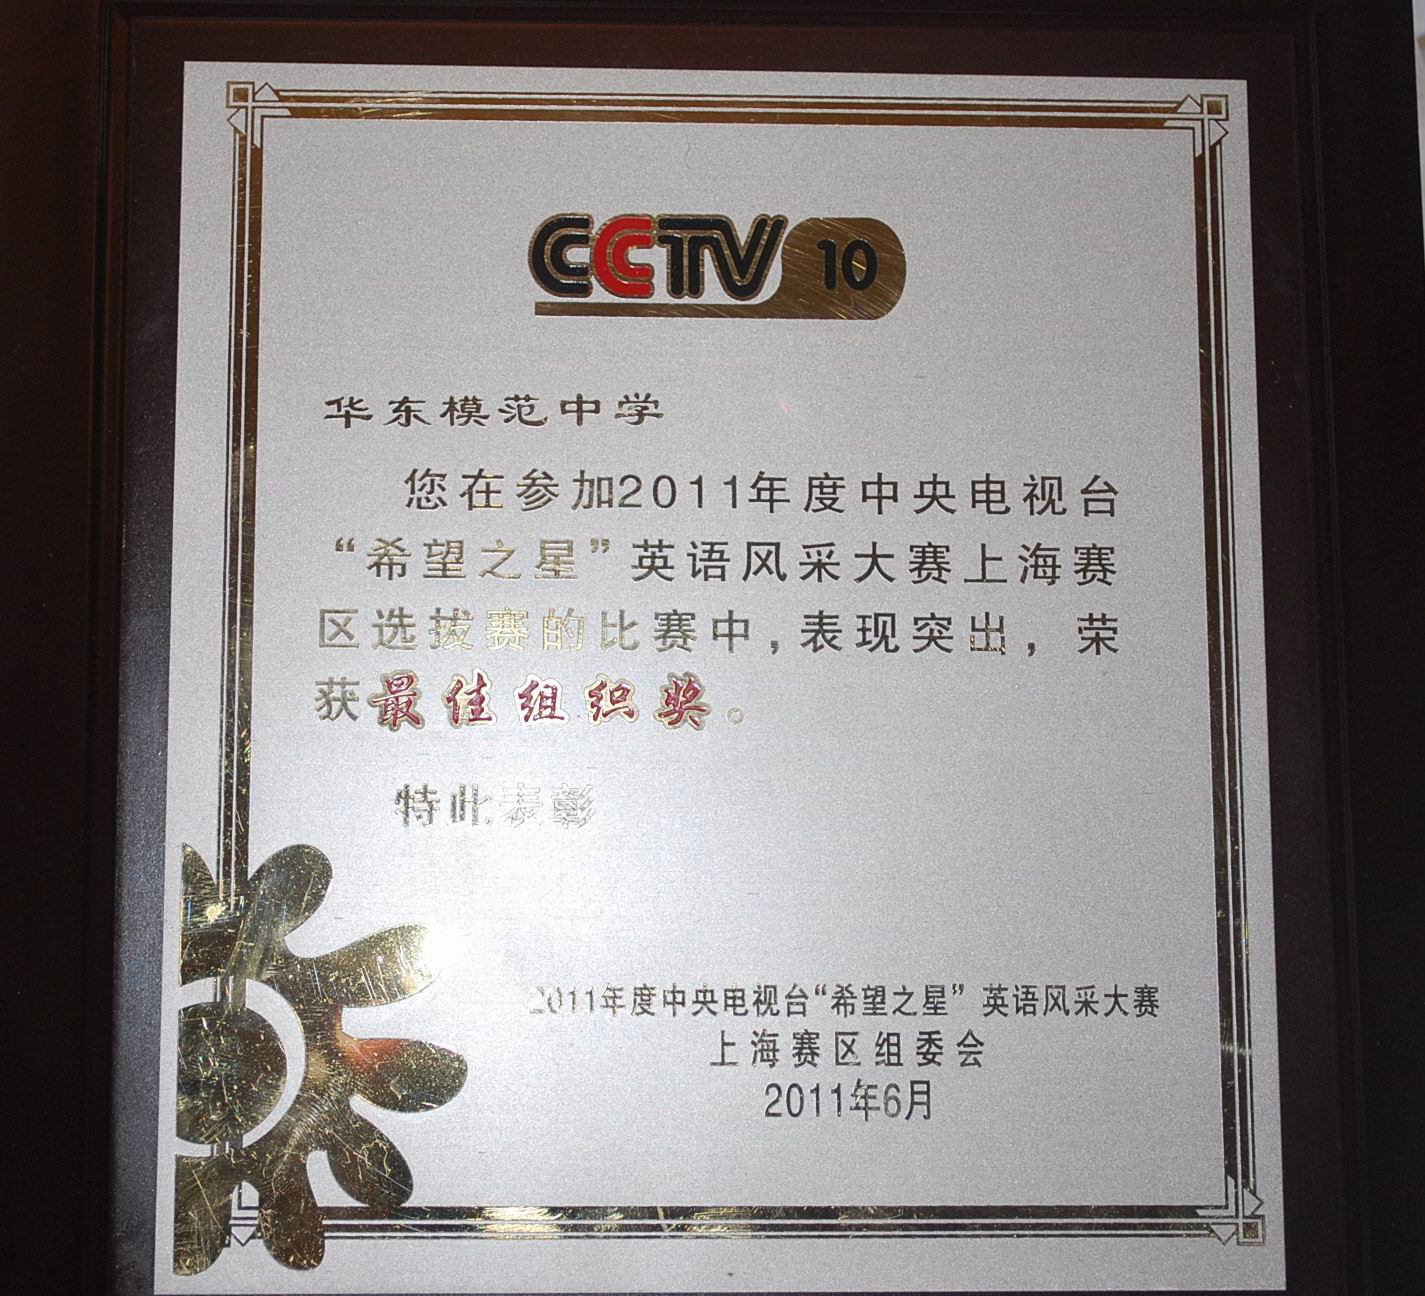 CCTV 10
华东模范中学
您在参加2011年度中央电视台
“希望之星”英语风采大赛上海赛
区选拔赛的比赛中，表现突出，荣
获最佳组织奖。
特此表彰
2011年度中央电视台“希望之星”英语风采大赛
上海赛区组委会
2011年6月